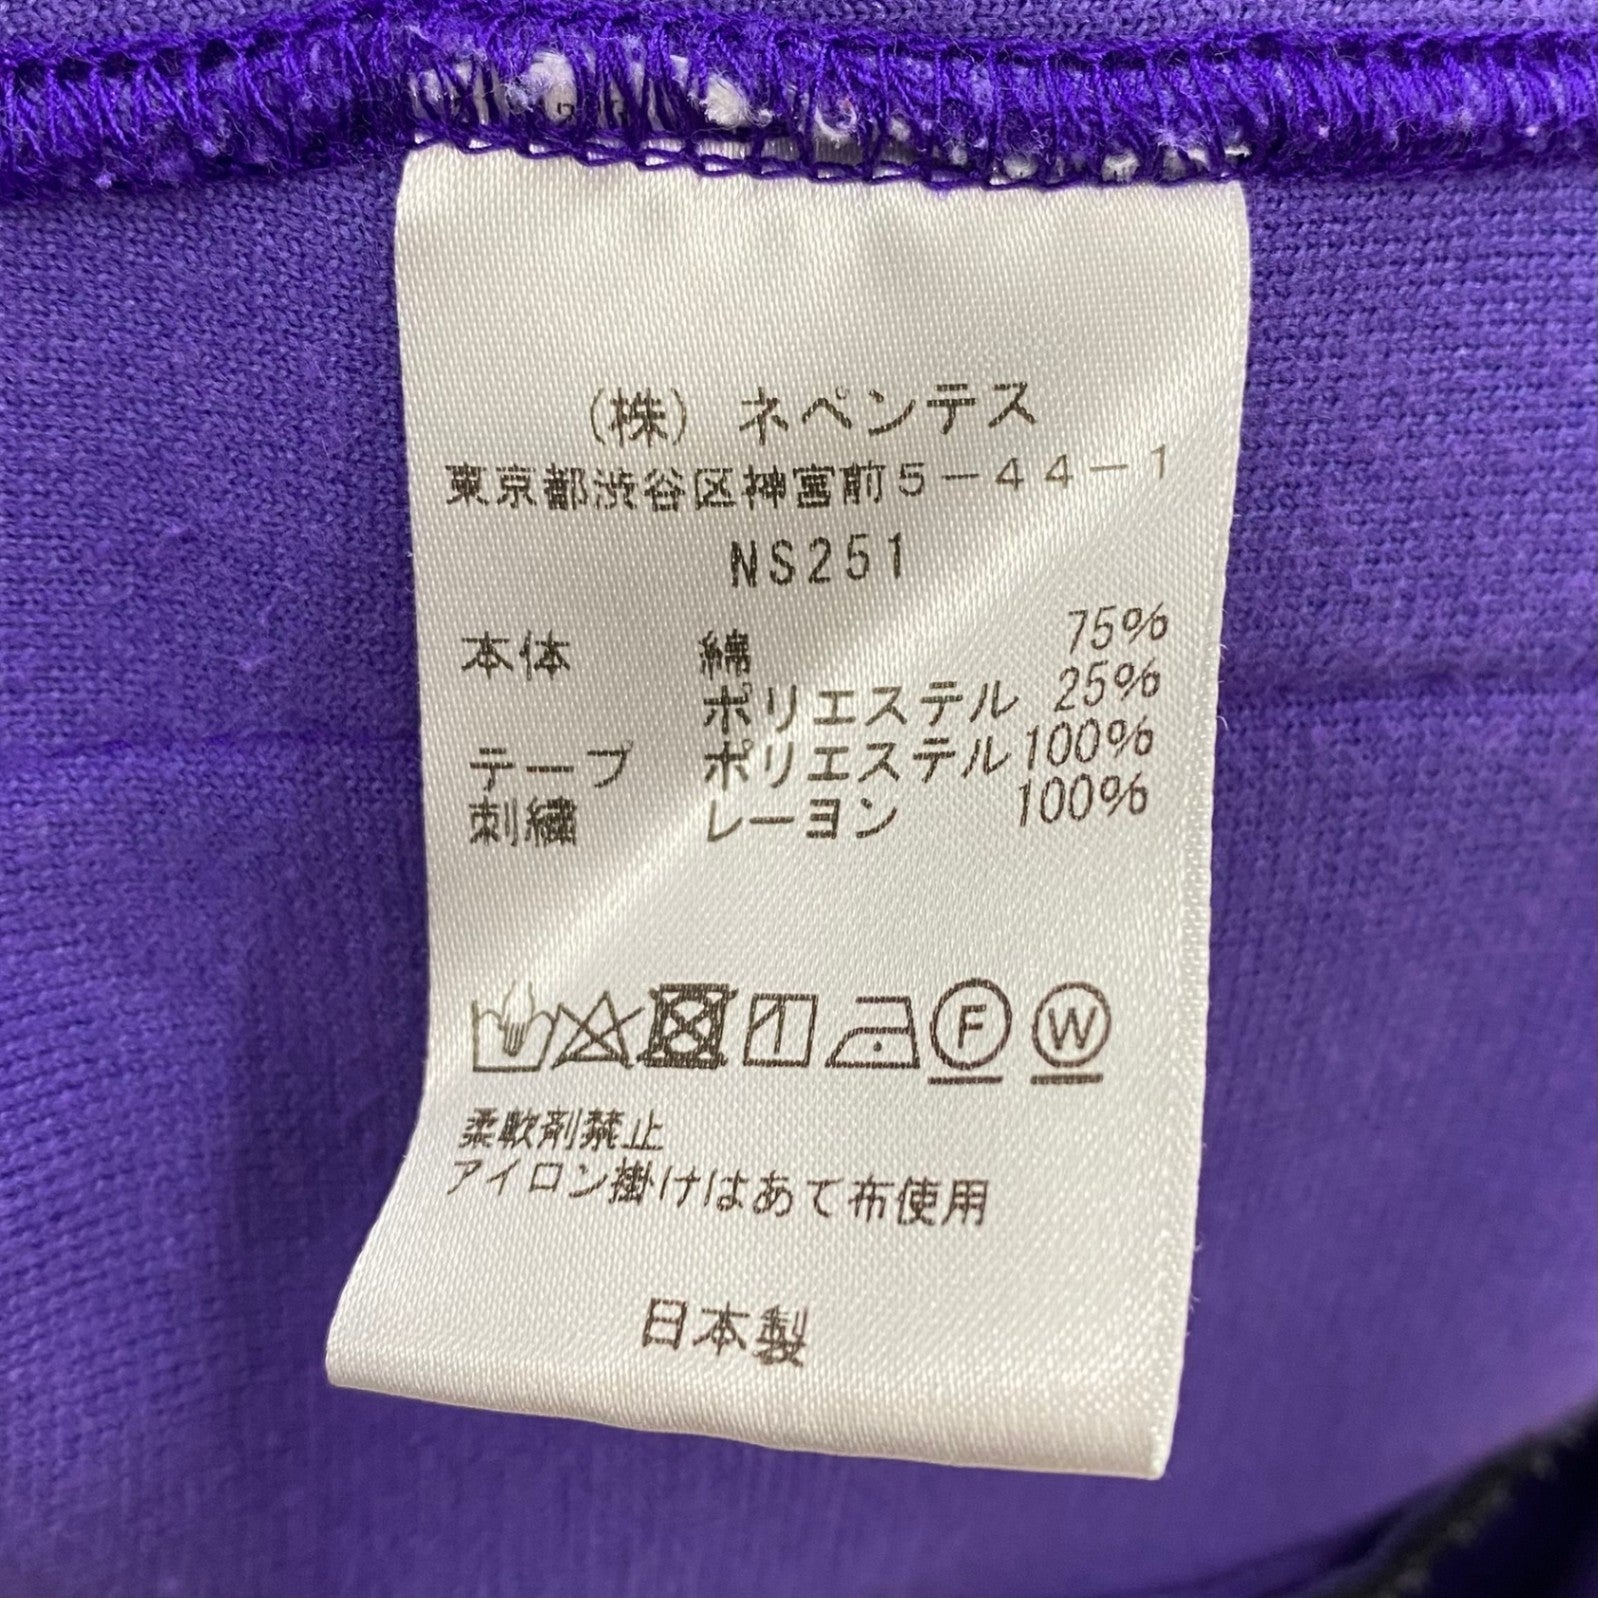 (株) ネペンテス
東京都渋谷区神宮前5-44-1
NS251
本体 綿 75%
ポリエステル 25%
テープ ポリエステル100%
刺繍 レーヨン 100%
1 F W
柔軟剤禁止
アイロン掛けはあて布使用
日本製